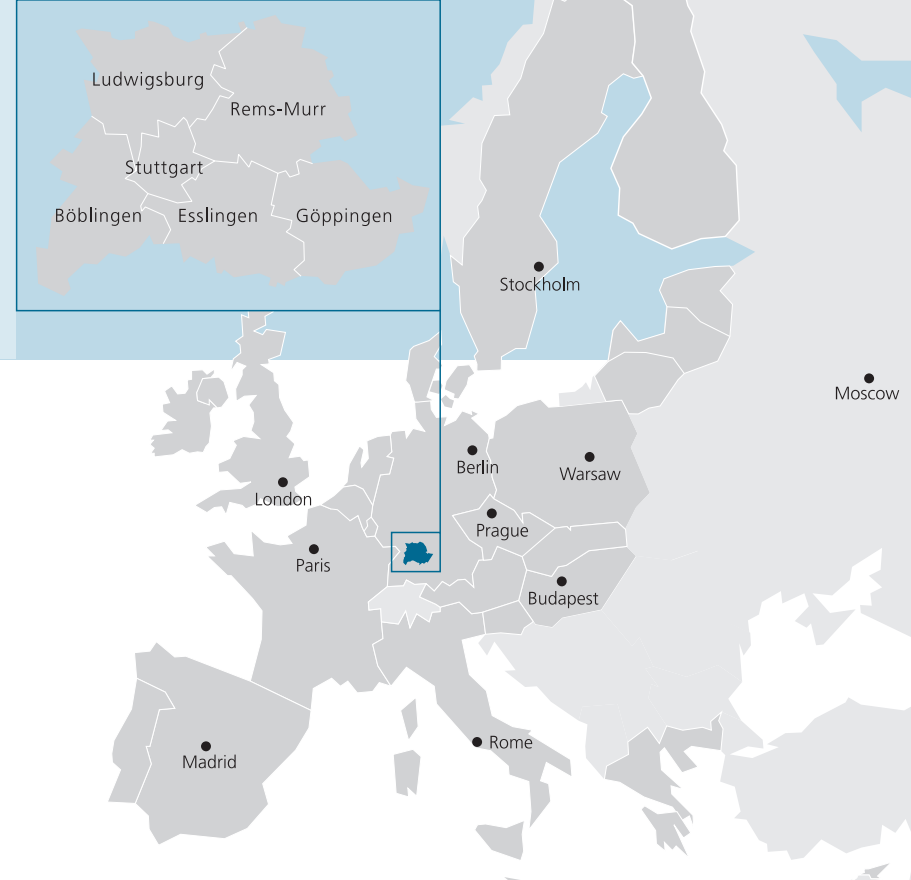 Ludwigsburg
Rems-Murr
Stuttgart
Böblingen
Esslingen
Göppingen
Stockholm
Moscow
Berlin
Warsaw
London
Prague
Paris
Budapest
Rome
Madrid